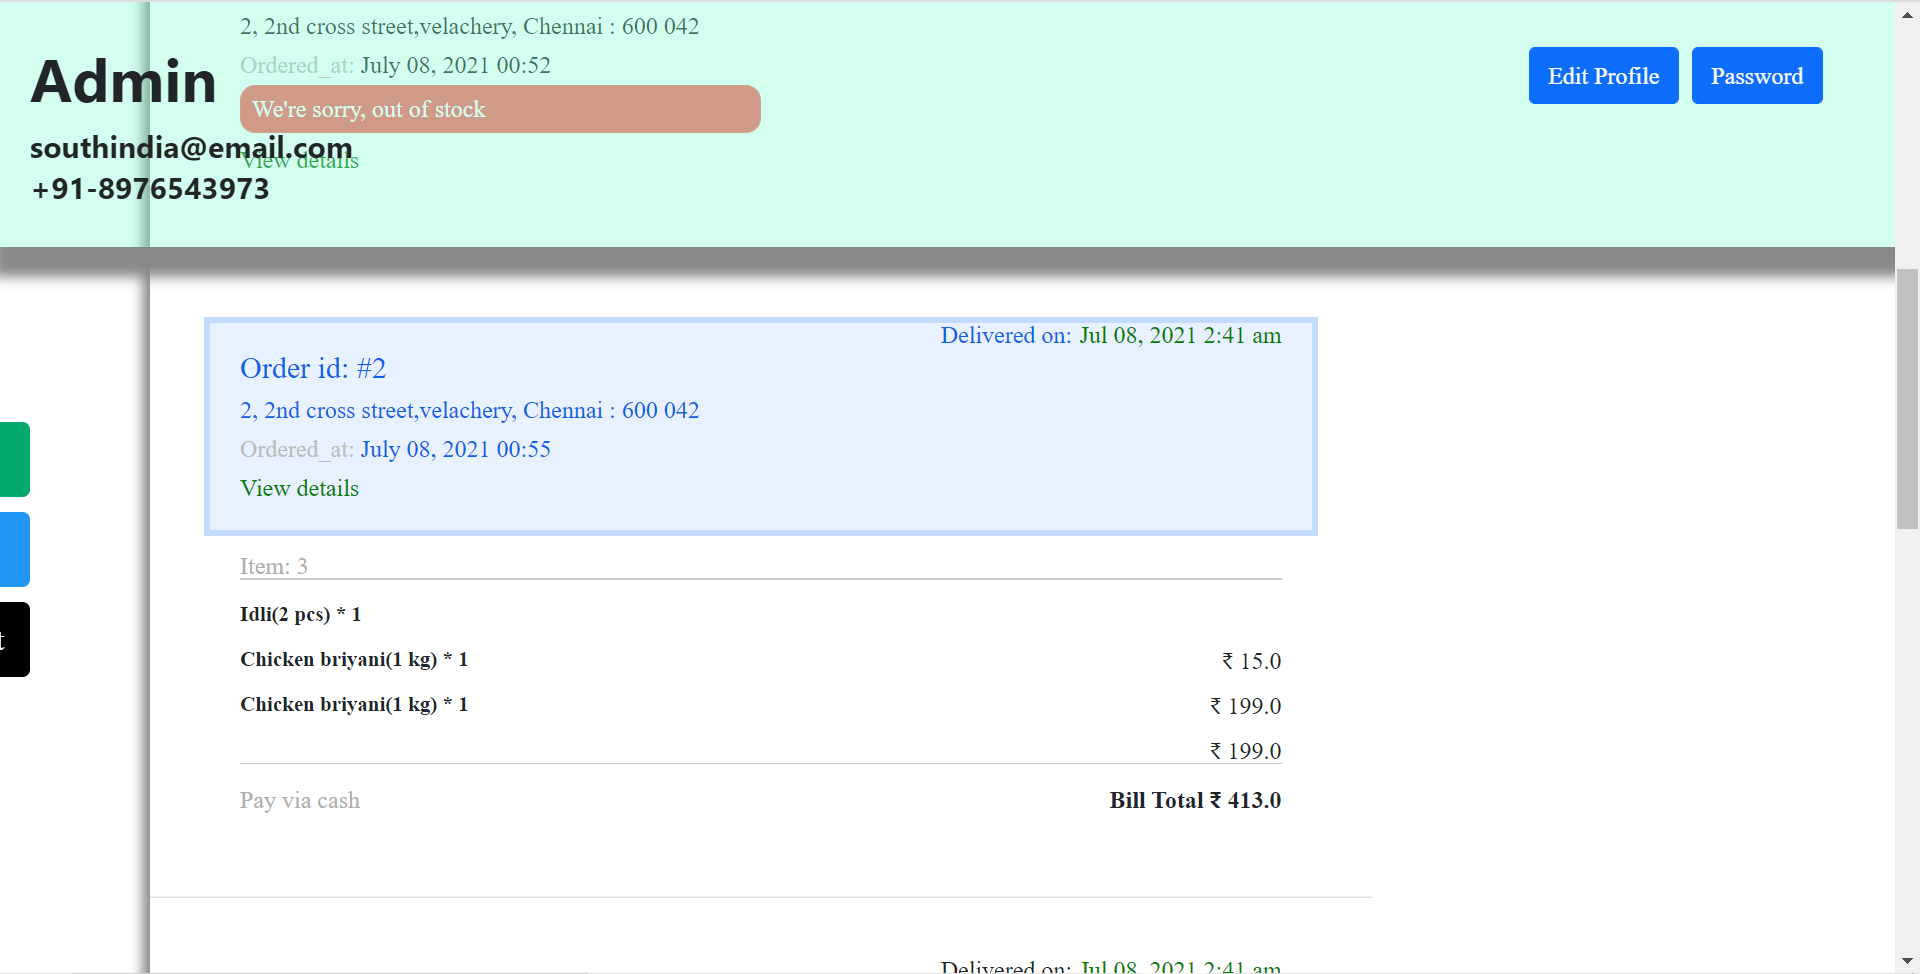 2, 2nd cross street,velachery, Chennai : 600 042
Ordered_at: July 08, 2021 00:52
We're sorry, out of stock
View details
Admin
southindia@email.com
+91-8976543973
Edit Profile
Password
Delivered on: Jul 08, 2021 2:41 am
Order id: #2
2, 2nd cross street,velachery, Chennai : 600 042
Ordered_at: July 08, 2021 00:55
View details
t
Item: 3
Idli(2 pcs) * 1
Chicken briyani(1 kg) * 1
₹ 15.0
Chicken briyani(1 kg) * 1
₹ 199.0
₹ 199.0
Pay via cash
Bill Total ₹ 413.0
Delivered on: Jul 08, 2021 2:41 am